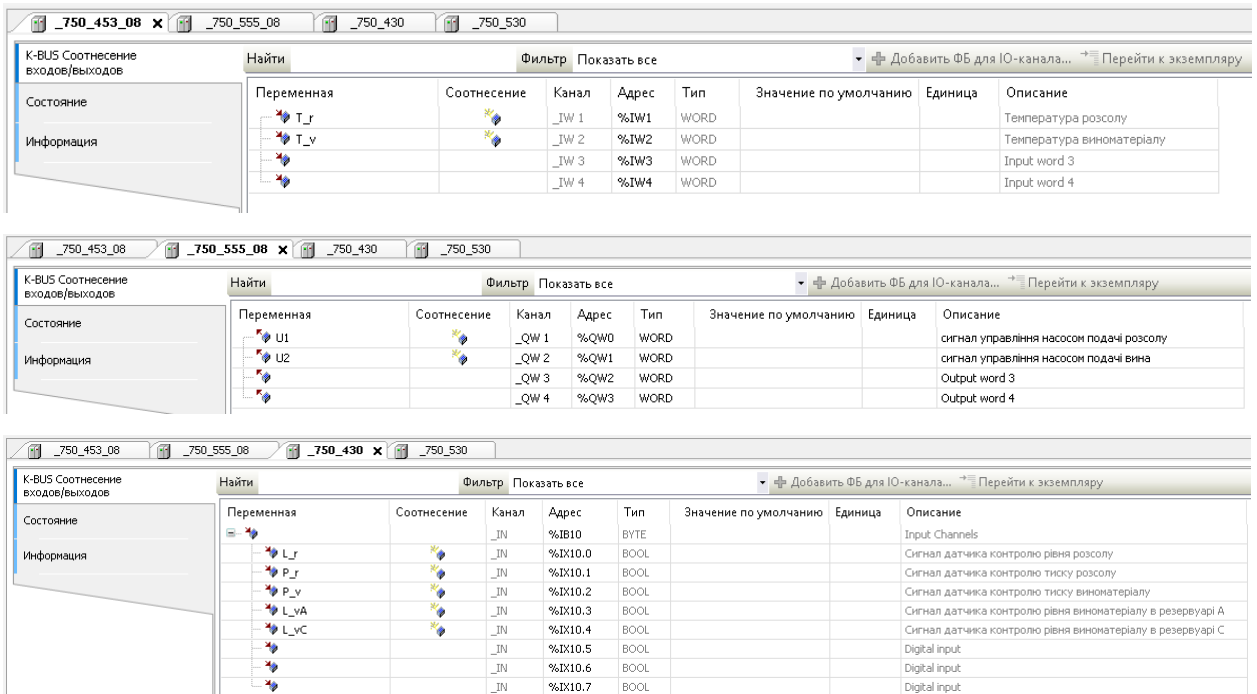 _750_453_08 x _750_555_08 _750_430 _750_530
K-BUS Соотнесение входов/выходов
Состояние
Информация
Найти Фильтр Показать все Добавить ФБ для IO-канала... Перейти к экземпляру
Переменная Соотнесение Канал Адрес Тип Значение по умолчанию Единица Описание
T_r _IW 1 %IW1 WORD Температура розсолу
T_v _IW 2 %IW2 WORD Температура виноматеріалу
_IW 3 %IW3 WORD Input word 3
_IW 4 %IW4 WORD Input word 4
_750_453_08 _750_555_08 x _750_430 _750_530
K-BUS Соотнесение входов/выходов
Состояние
Информация
Найти Фильтр Показать все Добавить ФБ для IO-канала... Перейти к экземпляру
Переменная Соотнесение Канал Адрес Тип Значение по умолчанию Единица Описание
U1 _QW 1 %QW0 WORD сигнал управління насосом подачі розсолу
U2 _QW 2 %QW1 WORD сигнал управління насосом подачі вина
_QW 3 %QW2 WORD Output word 3
_QW 4 %QW3 WORD Output word 4
_750_453_08 _750_555_08 _750_430 x _750_530
K-BUS Соотнесение входов/выходов
Состояние
Информация
Найти Фильтр Показать все Добавить ФБ для IO-канала... Перейти к экземпляру
Переменная Соотнесение Канал Адрес Тип Значение по умолчанию Единица Описание
_IN %IB10 BYTE Input Channels
L_r _IN %IX10.0 BOOL Сигнал датчика контролю рівня розсолу
P_r _IN %IX10.1 BOOL Сигнал датчика контролю тиску розсолу
P_v _IN %IX10.2 BOOL Сигнал датчика контролю тиску виноматеріалу
L_vA _IN %IX10.3 BOOL Сигнал датчика контролю рівня виноматеріалу в резервуарі А
L_vC _IN %IX10.4 BOOL Сигнал датчика контролю рівня виноматеріалу в резервуарі С
_IN %IX10.5 BOOL Digital input
_IN %IX10.6 BOOL Digital input
_IN %IX10.7 BOOL Digital input